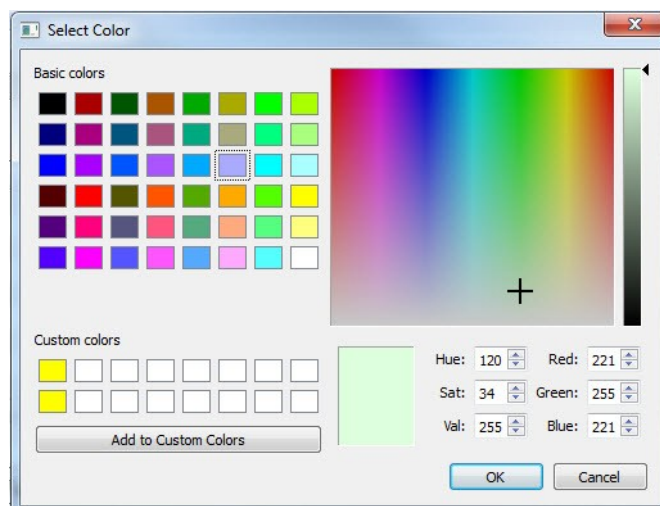 Select Color
Basic colors
Custom colors
Add to Custom Colors
Hue: 120 Red: 221
Sat: 34 Green: 255
Val: 255 Blue: 221
OK Cancel